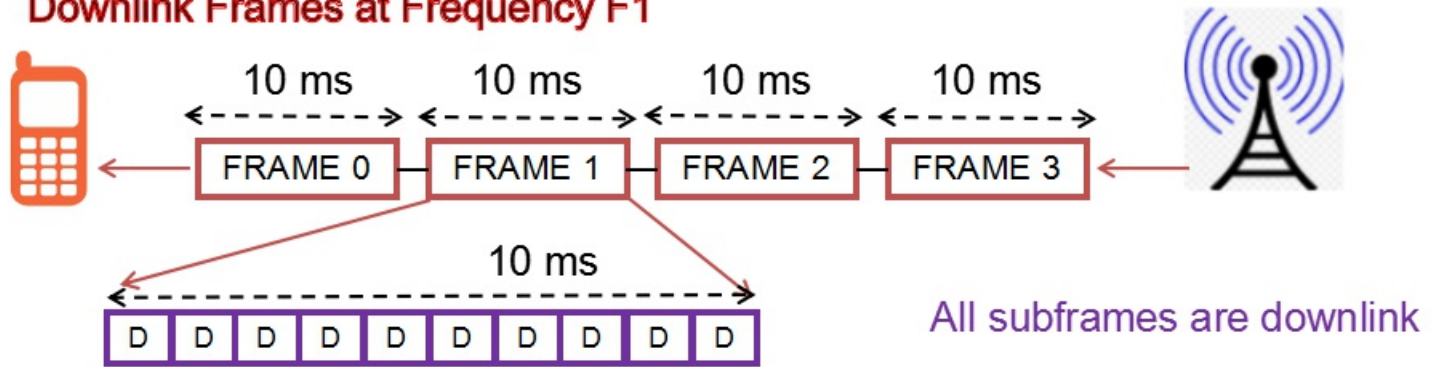 Downlink Frames at Frequency F1
10 ms 10 ms 10 ms 10 ms
FRAME 0 FRAME 1 FRAME 2 FRAME 3
10 ms
D D D D D D D D D D
All subframes are downlink